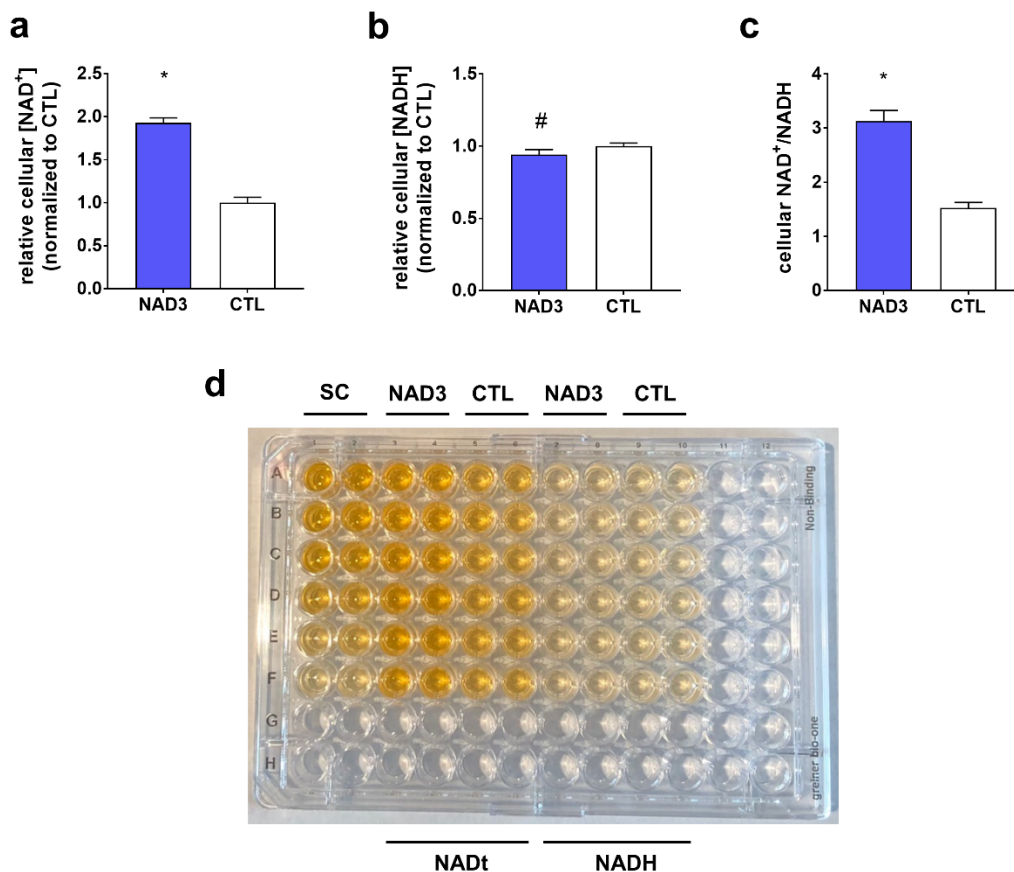 a
relative cellular [NAD⁺]
(normalized to CTL)
2.5
2.0
1.5
1.0
0.5
0.0
*
NAD3 CTL
b
relative cellular [NADH]
(normalized to CTL)
1.5
1.0
0.5
0.0
#
NAD3 CTL
c
cellular NAD⁺/NADH
4
3
2
1
0
*
NAD3 CTL
d
SC NAD3 CTL NAD3 CTL
1 2 3 4 5 6 7 8 9 10 11 12
A
B
C
D
E
F
G
H
Non-Binding
greiner bio-one
NADt NADH